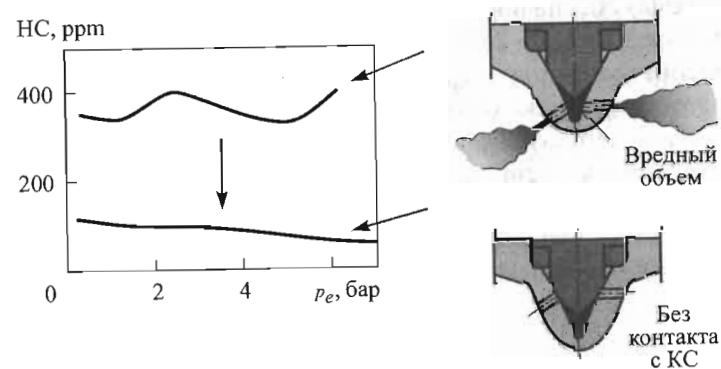 HC, ppm
400
200
0
2
4
pₑ, бар
Вредный
объем
Без
контакта
с КС